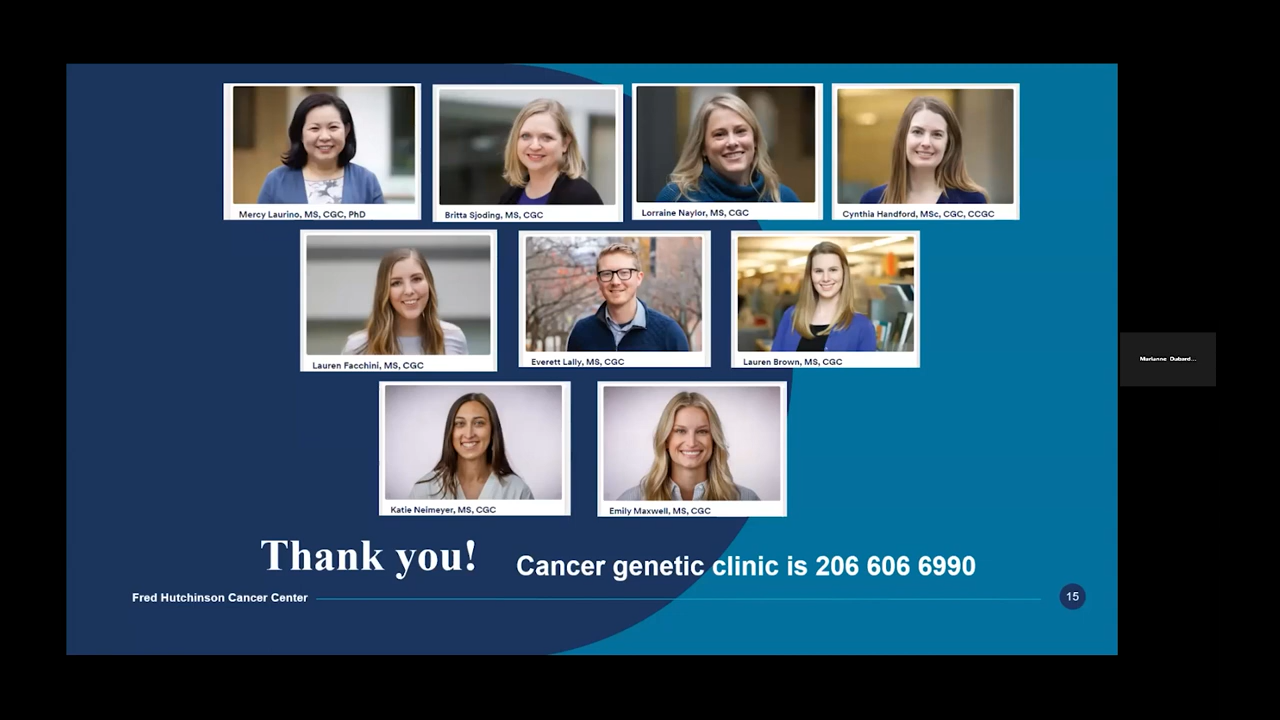 Mercy Laurino, MS, CGC, PhD
Britta Sjoding, MS, CGC
Lorraine Naylor, MS, CGC
Cynthia Handford, MSc, CGC, CCGC
Lauren Facchini, MS, CGC
Everett Lally, MS, CGC
Lauren Brown, MS, CGC
Katie Neimeyer, MS, CGC
Emily Maxwell, MS, CGC
Marianne Dubard...
Thank you!
Cancer genetic clinic is 206 606 6990
Fred Hutchinson Cancer Center
15